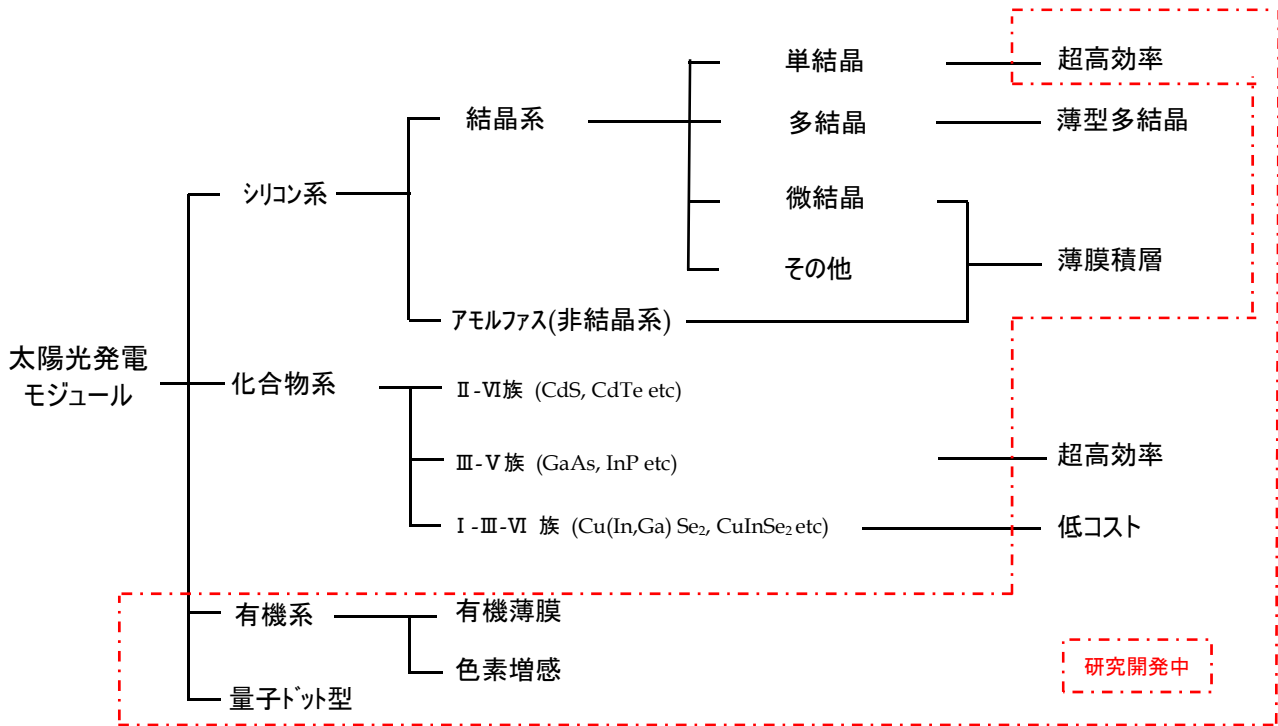 単結晶
超高効率
結晶系
多結晶
薄型多結晶
シリコン系
微結晶
その他
薄膜積層
アモルファス(非結晶系)
太陽光発電
モジュール
化合物系
Ⅱ-Ⅵ族 (CdS, CdTe etc)
Ⅲ-Ⅴ族 (GaAs, InP etc)
超高効率
Ⅰ-Ⅲ-Ⅵ 族 (Cu(In,Ga) Se₂, CuInSe₂ etc)
低コスト
有機系
有機薄膜
色素増感
研究開発中
量子ドット型